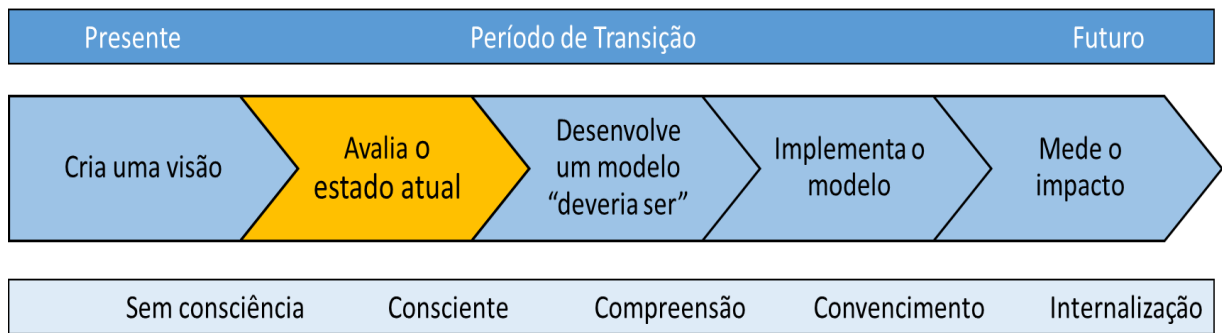 Presente Período de Transição Futuro
Cria uma visão
Avalia o
estado atual
Desenvolve
um modelo
“deveria ser”
Implementa o
modelo
Mede o
impacto
Sem consciência Consciente Compreensão Convencimento Internalização